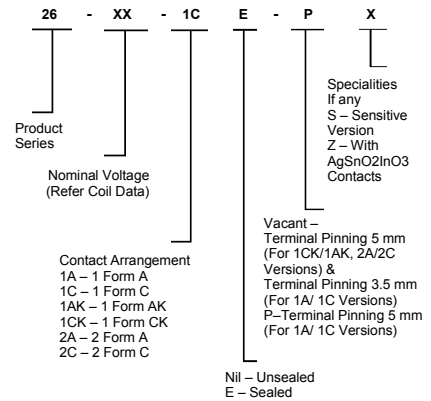 26 - XX - 1C E - P X
Product
Series
Nominal Voltage
(Refer Coil Data)
Contact Arrangement
1A – 1 Form A
1C – 1 Form C
1AK – 1 Form AK
1CK – 1 Form CK
2A – 2 Form A
2C – 2 Form C
Nil – Unsealed
E – Sealed
Vacant –
Terminal Pinning 5 mm
(For 1CK/1AK, 2A/2C
Versions) &
Terminal Pinning 3.5 mm
(For 1A/ 1C Versions)
P–Terminal Pinning 5 mm
(For 1A/ 1C Versions)
Specialities
If any
S – Sensitive
Version
Z – With
AgSnO2InO3
Contacts